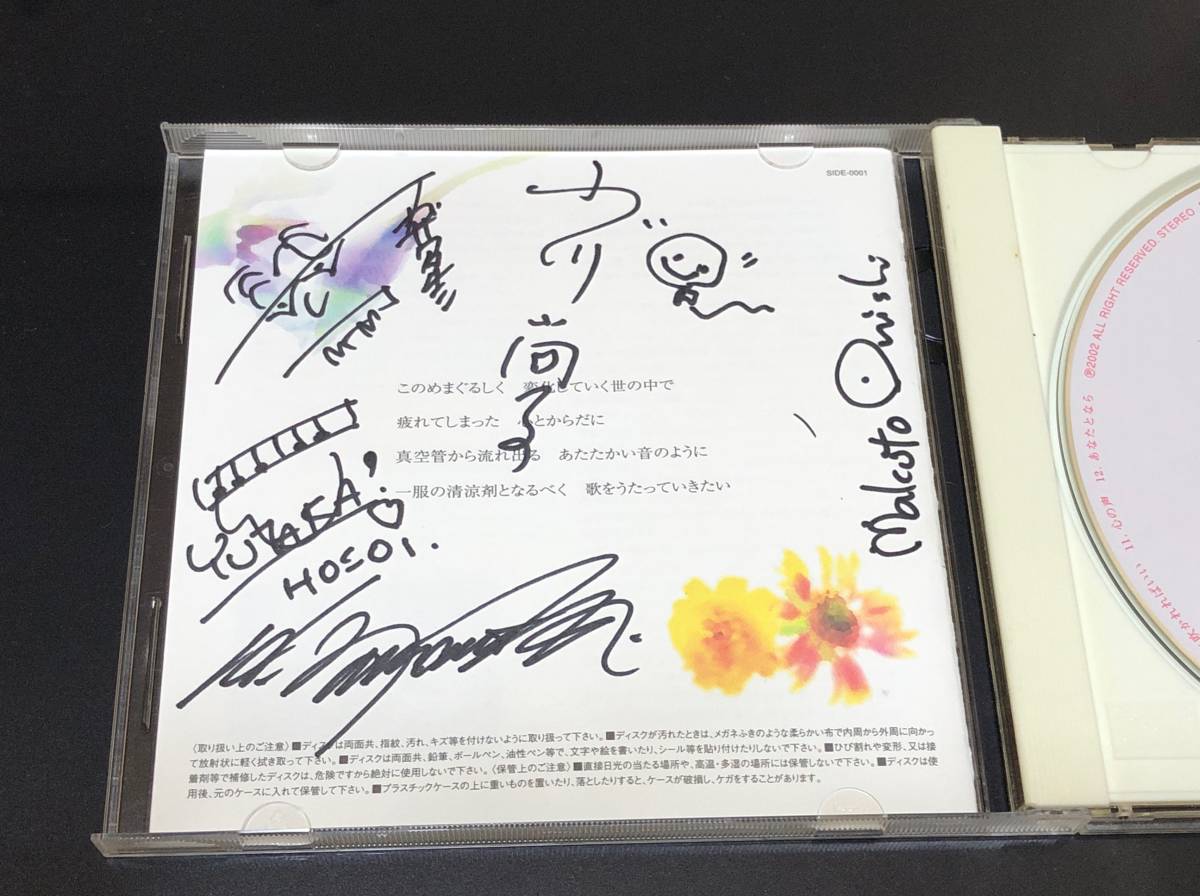 SIDE-0001
Makoto Onishi
このめまぐるしく 変化していく世の中で
疲れてしまった 心とからだに
真空管から流れ出る あたたかい音のように
一服の清涼剤となるべく 歌をうたっていきたい
YUTAKA!
HOSOI.
〈取り扱い上のご注意〉■ディスクは両面共、指紋、汚れ、キズ等を付けないように取り扱って下さい。■ディスクが汚れたときは、メガネふきのような柔らかい布で内周から外周に向かっ
て放射状に軽く拭き取って下さい。■ディスクは両面共、鉛筆、ボールペン、油性ペン等で、文字や絵を書いたり、シール等を貼り付けたりしないで下さい。■ひび割れや変形、又は接
着剤等で補修したディスクは、危険ですから絶対に使用しないで下さい。〈保管上のご注意〉■直接日光の当たる場所や、高温・多湿の場所には保管しないで下さい。■ディスクは使
用後、元のケースに入れて保管して下さい。■プラスチックケースの上に重いものを置いたり、落としたりすると、ケースが破損し、ケガをすることがあります。
吹かれればいい 11. 心の声 12. あなたとなら ℗2002 ALL RIGHT RESERVED. STEREO